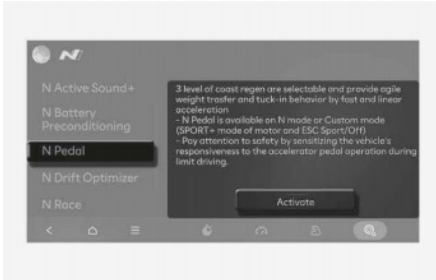 N
N Active Sound+
N Battery
Preconditioning
N Pedal
N Drift Optimizer
N Race
3 level of coast regen are selectable and provide agile
weight trasfer and tuck-in behavior by fast and linear
acceleration
- N Pedal is available on N mode or Custom mode
(SPORT+ mode of motor and ESC Sport/Off)
- Pay attention to safety by sensitizing the vehicle's
responsiveness to the accelerator pedal operation during
limit driving.
Activate